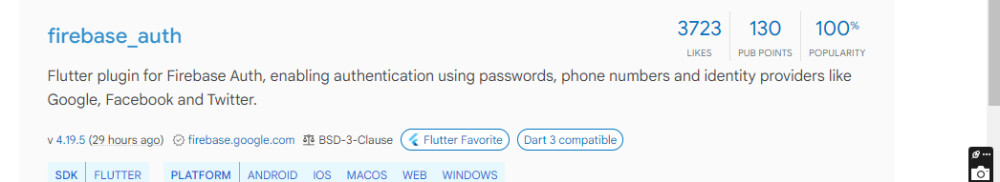 firebase_auth
3723 130 100%
LIKES PUB POINTS POPULARITY
Flutter plugin for Firebase Auth, enabling authentication using passwords, phone numbers and identity providers like
Google, Facebook and Twitter.
v 4.19.5 (29 hours ago) firebase.google.com BSD-3-Clause Flutter Favorite Dart 3 compatible
SDK FLUTTER PLATFORM ANDROID IOS MACOS WEB WINDOWS